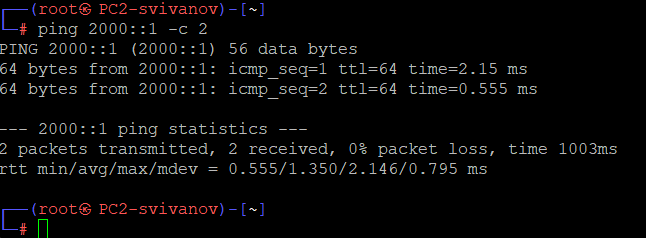 ┌──(root㉿ PC2-svivanov)-[~]
└─# ping 2000::1 -c 2
PING 2000::1 (2000::1) 56 data bytes
64 bytes from 2000::1: icmp_seq=1 ttl=64 time=2.15 ms
64 bytes from 2000::1: icmp_seq=2 ttl=64 time=0.555 ms
--- 2000::1 ping statistics ---
2 packets transmitted, 2 received, 0% packet loss, time 1003ms
rtt min/avg/max/mdev = 0.555/1.350/2.146/0.795 ms
┌──(root㉿ PC2-svivanov)-[~]
└─#